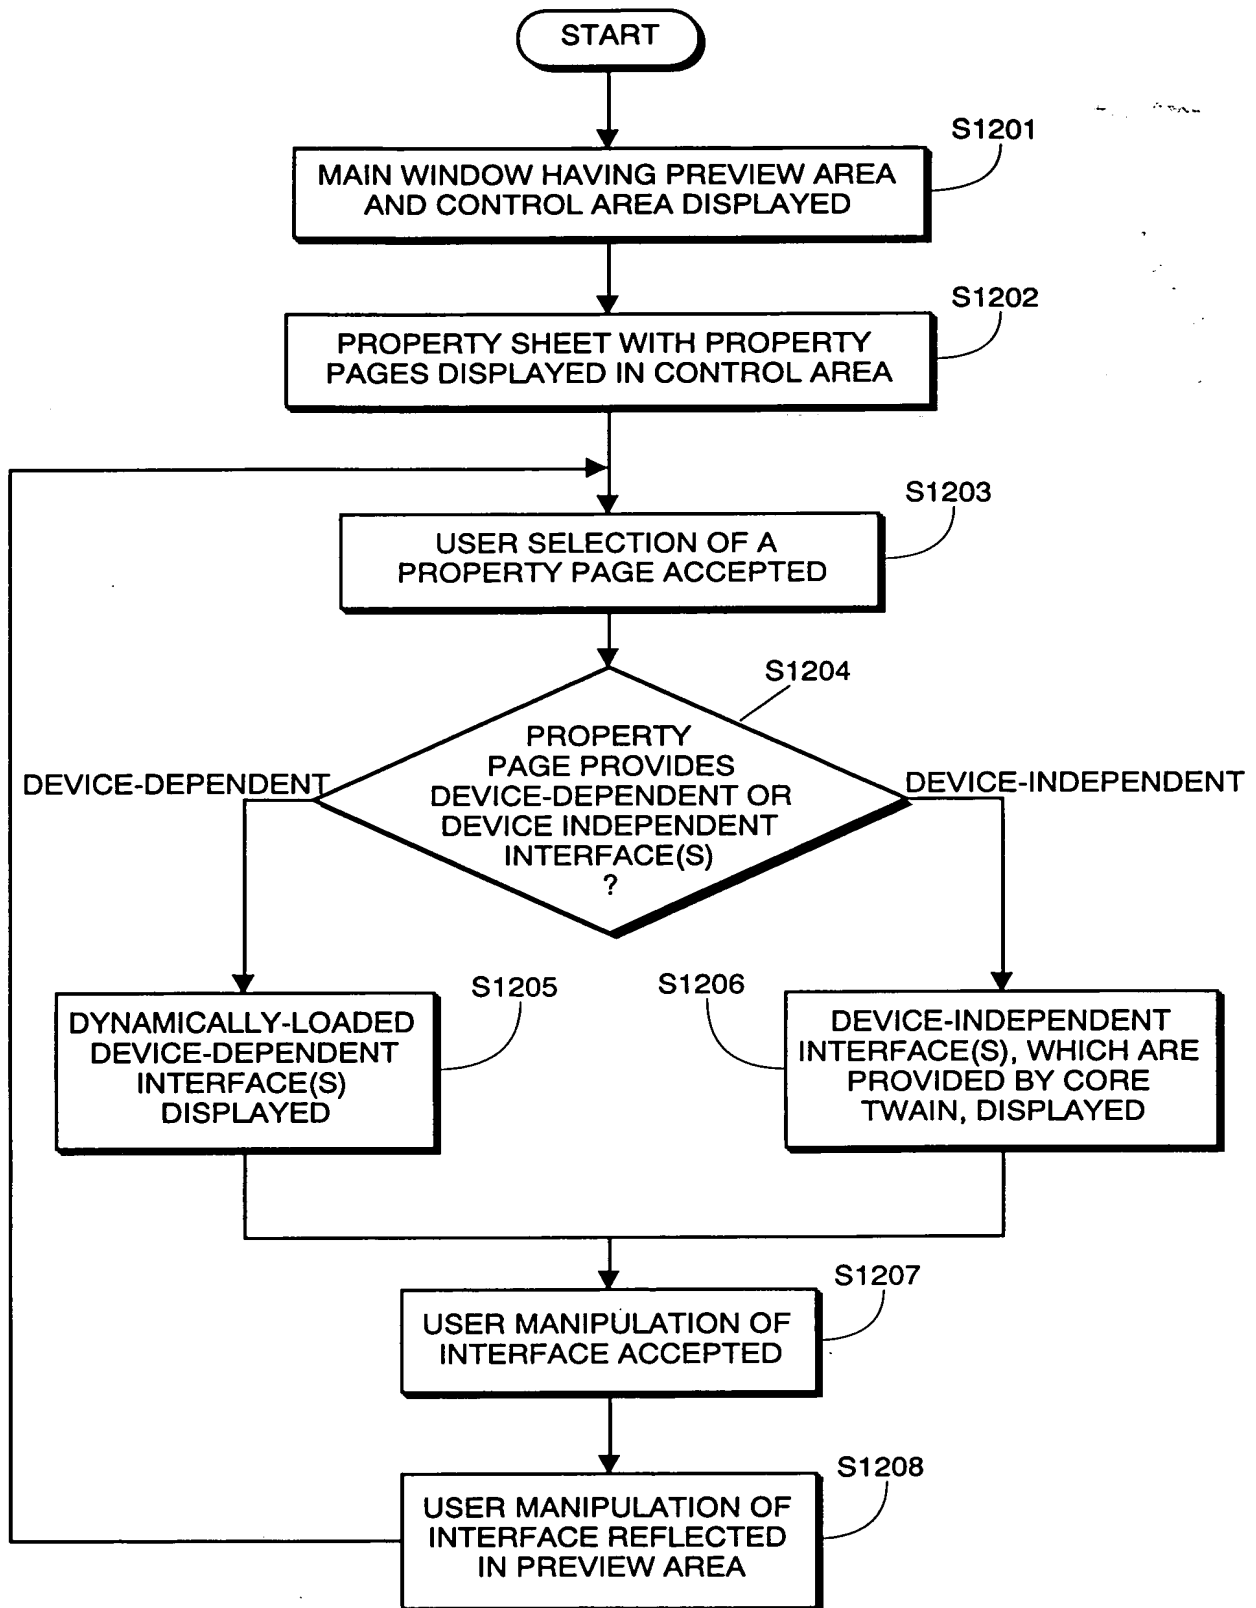 START
S1201
MAIN WINDOW HAVING PREVIEW AREA
AND CONTROL AREA DISPLAYED
S1202
PROPERTY SHEET WITH PROPERTY
PAGES DISPLAYED IN CONTROL AREA
S1203
USER SELECTION OF A
PROPERTY PAGE ACCEPTED
S1204
PROPERTY
PAGE PROVIDES
DEVICE-DEPENDENT OR
DEVICE INDEPENDENT
INTERFACE(S)
?
DEVICE-DEPENDENT
DEVICE-INDEPENDENT
S1205
DYNAMICALLY-LOADED
DEVICE-DEPENDENT
INTERFACE(S)
DISPLAYED
S1206
DEVICE-INDEPENDENT
INTERFACE(S), WHICH ARE
PROVIDED BY CORE
TWAIN, DISPLAYED
S1207
USER MANIPULATION OF
INTERFACE ACCEPTED
S1208
USER MANIPULATION OF
INTERFACE REFLECTED
IN PREVIEW AREA